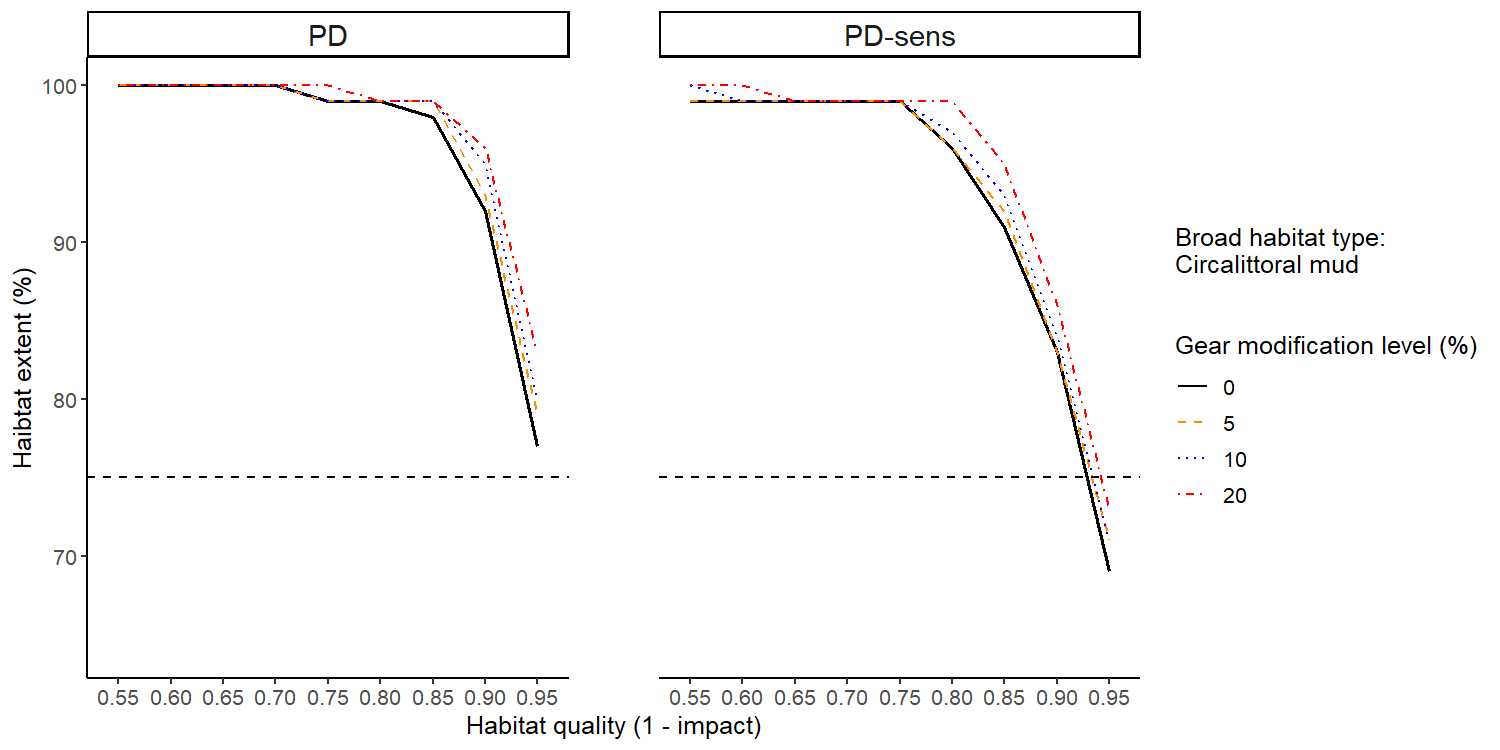 PD
PD-sens
Haibtat extent (%)
100
90
80
70
0.55 0.60 0.65 0.70 0.75 0.80 0.85 0.90 0.95
0.55 0.60 0.65 0.70 0.75 0.80 0.85 0.90 0.95
Habitat quality (1 - impact)
Broad habitat type:
Circalittoral mud
Gear modification level (%)
0
5
10
20